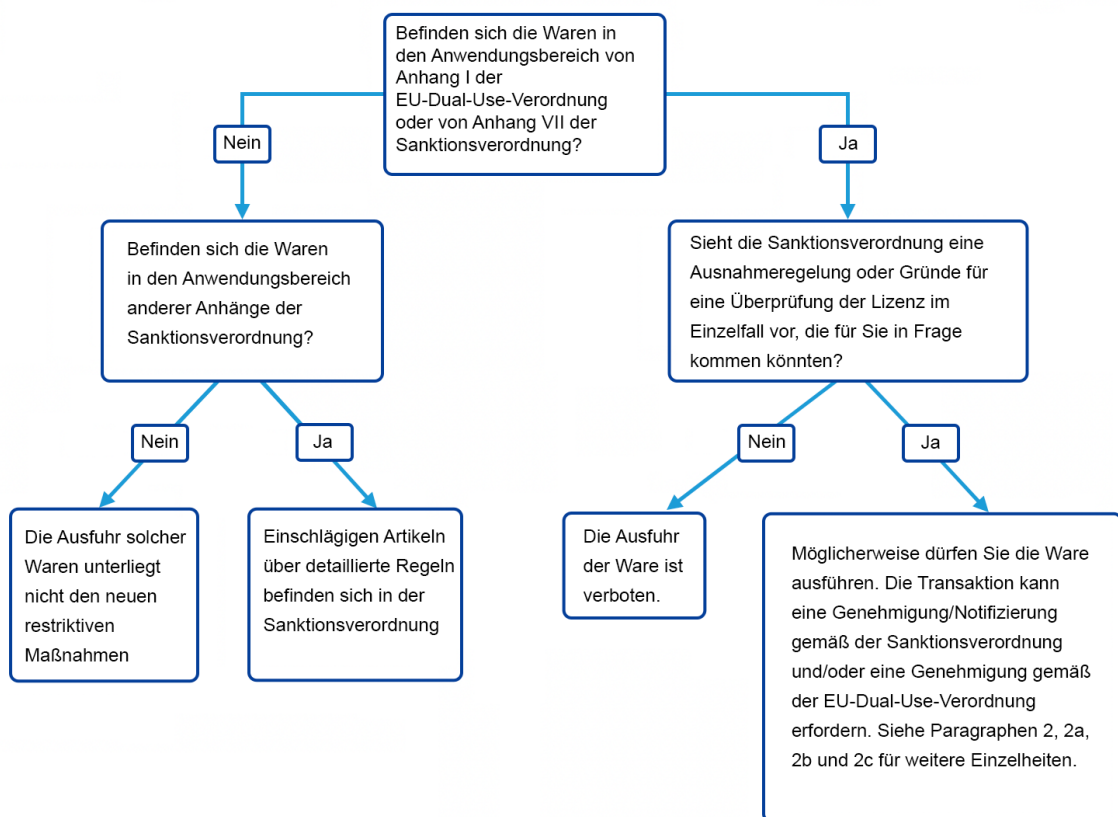 Befinden sich die Waren in
den Anwendungsbereich von
Anhang I der
EU-Dual-Use-Verordnung
oder von Anhang VII der
Sanktionsverordnung?
Nein
Ja
Befinden sich die Waren
in den Anwendungsbereich
anderer Anhänge der
Sanktionsverordnung?
Sieht die Sanktionsverordnung eine
Ausnahmeregelung oder Gründe für
eine Überprüfung der Lizenz im
Einzelfall vor, die für Sie in Frage
kommen könnten?
Nein
Ja
Nein
Ja
Die Ausfuhr solcher
Waren unterliegt
nicht den neuen
restriktiven
Maßnahmen
Einschlägigen Artikeln
über detaillierte Regeln
befinden sich in der
Sanktionsverordnung
Die Ausfuhr
der Ware ist
verboten.
Möglicherweise dürfen Sie die Ware
ausführen. Die Transaktion kann
eine Genehmigung/Notifizierung
gemäß der Sanktionsverordnung
und/oder eine Genehmigung gemäß
der EU-Dual-Use-Verordnung
erfordern. Siehe Paragraphen 2, 2a,
2b und 2c für weitere Einzelheiten.